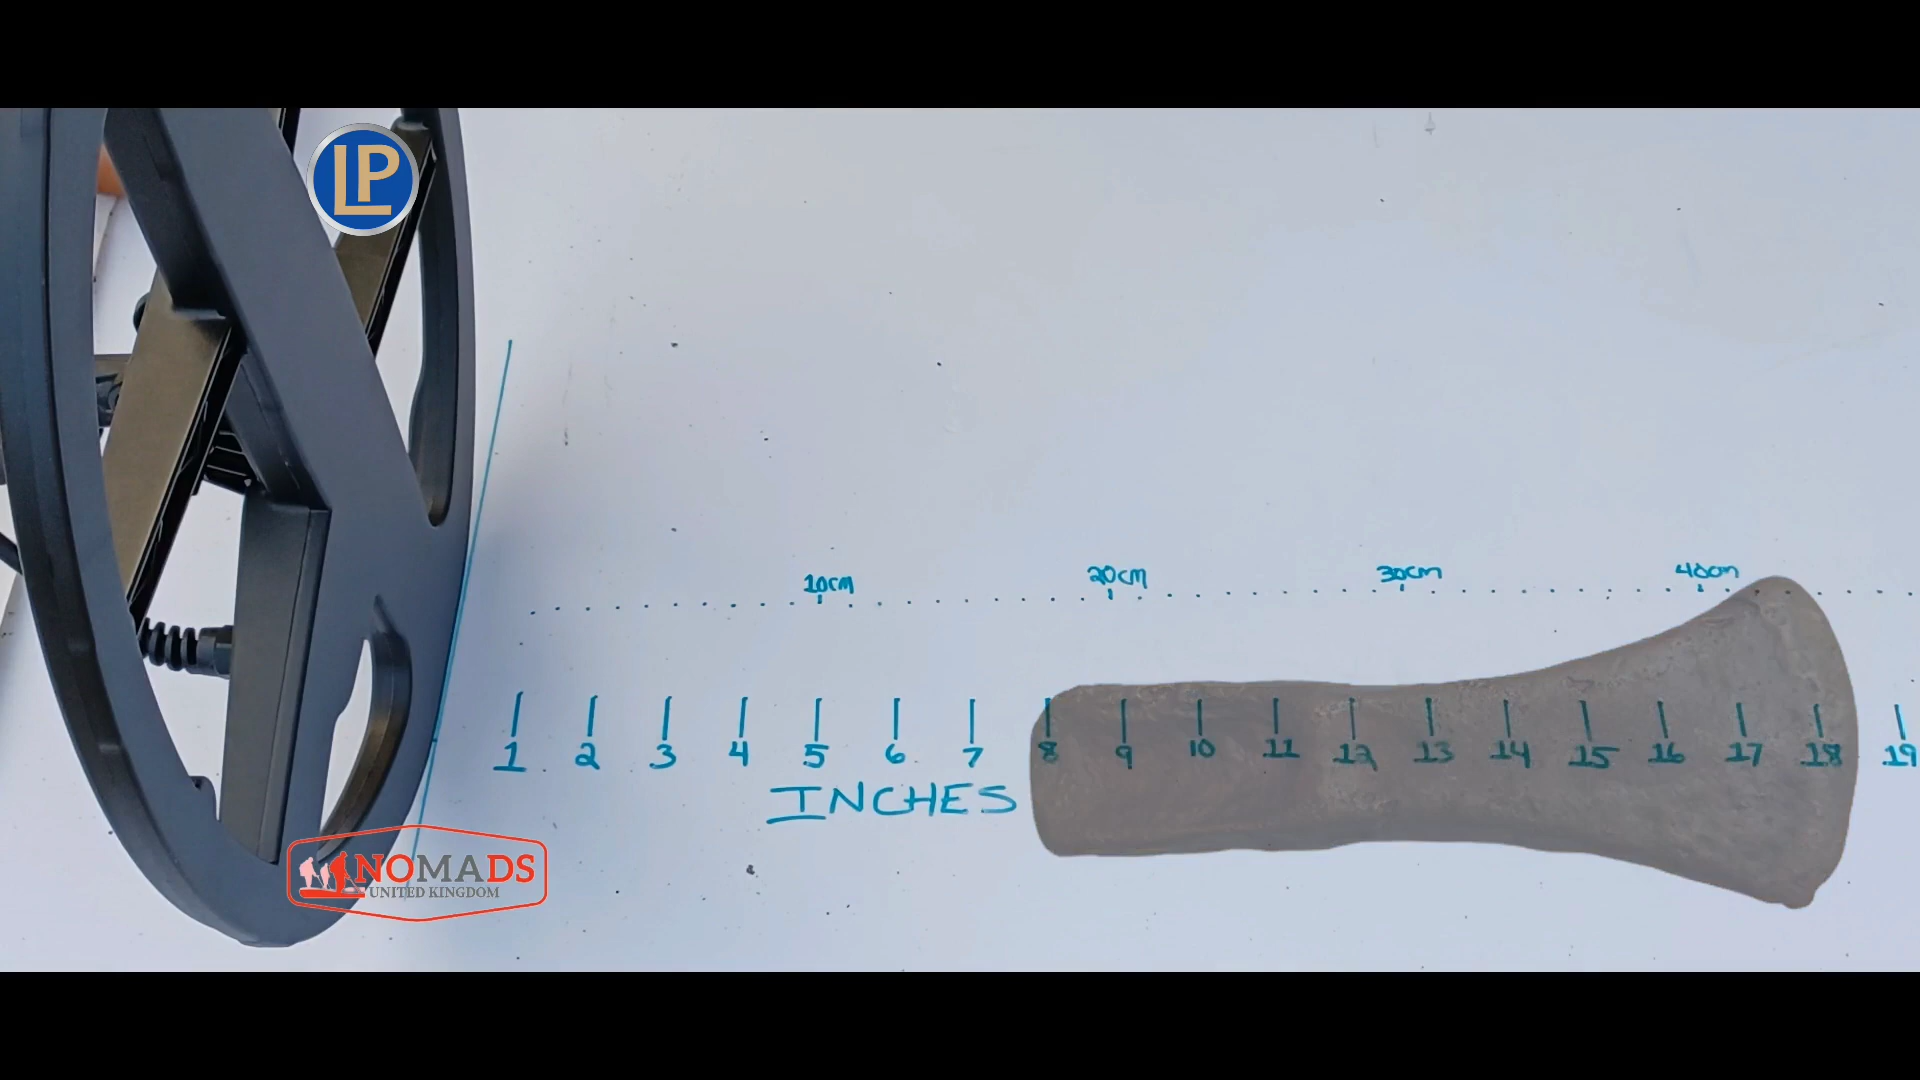 LP
10cm 20cm 30cm 40cm
1 2 3 4 5 6 7 8 9 10 11 12 13 14 15 16 17 18 19
INCHES
NOMADS
UNITED KINGDOM